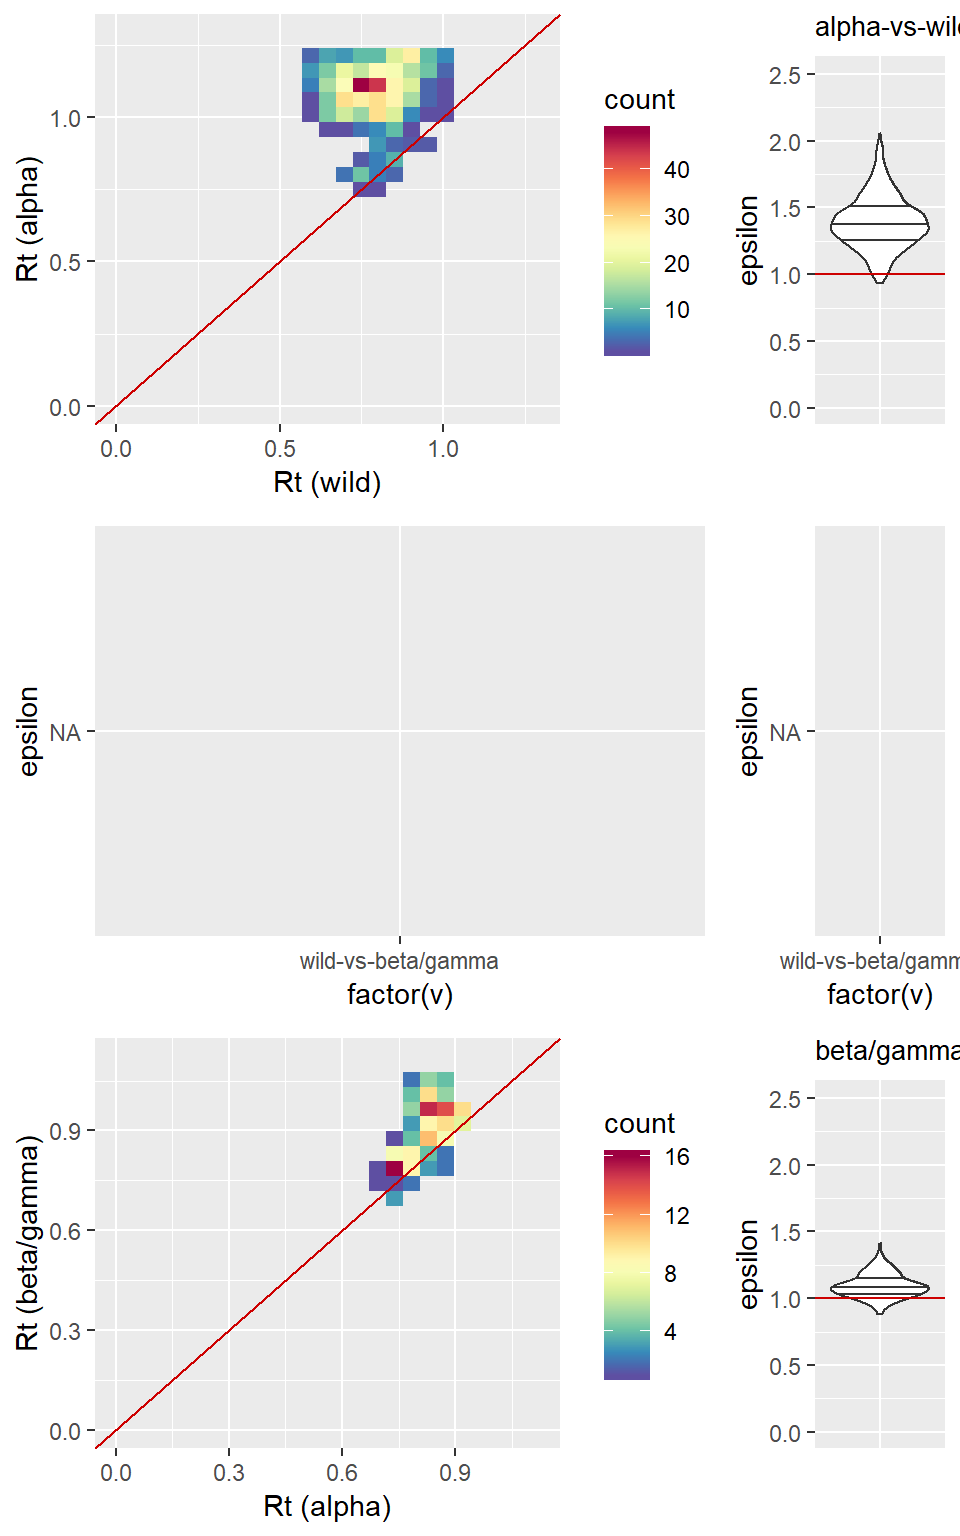 alpha-vs-wild
Rt (alpha)
1.0
0.5
0.0
0.0 0.5 1.0
Rt (wild)
count
40
30
20
10
epsilon
2.5
2.0
1.5
1.0
0.5
0.0
epsilon
NA
wild-vs-beta/gamma
factor(v)
epsilon
NA
wild-vs-beta/gamm
factor(v)
Rt (beta/gamma)
0.9
0.6
0.3
0.0
0.0 0.3 0.6 0.9
Rt (alpha)
count
16
12
8
4
beta/gamma
epsilon
2.5
2.0
1.5
1.0
0.5
0.0